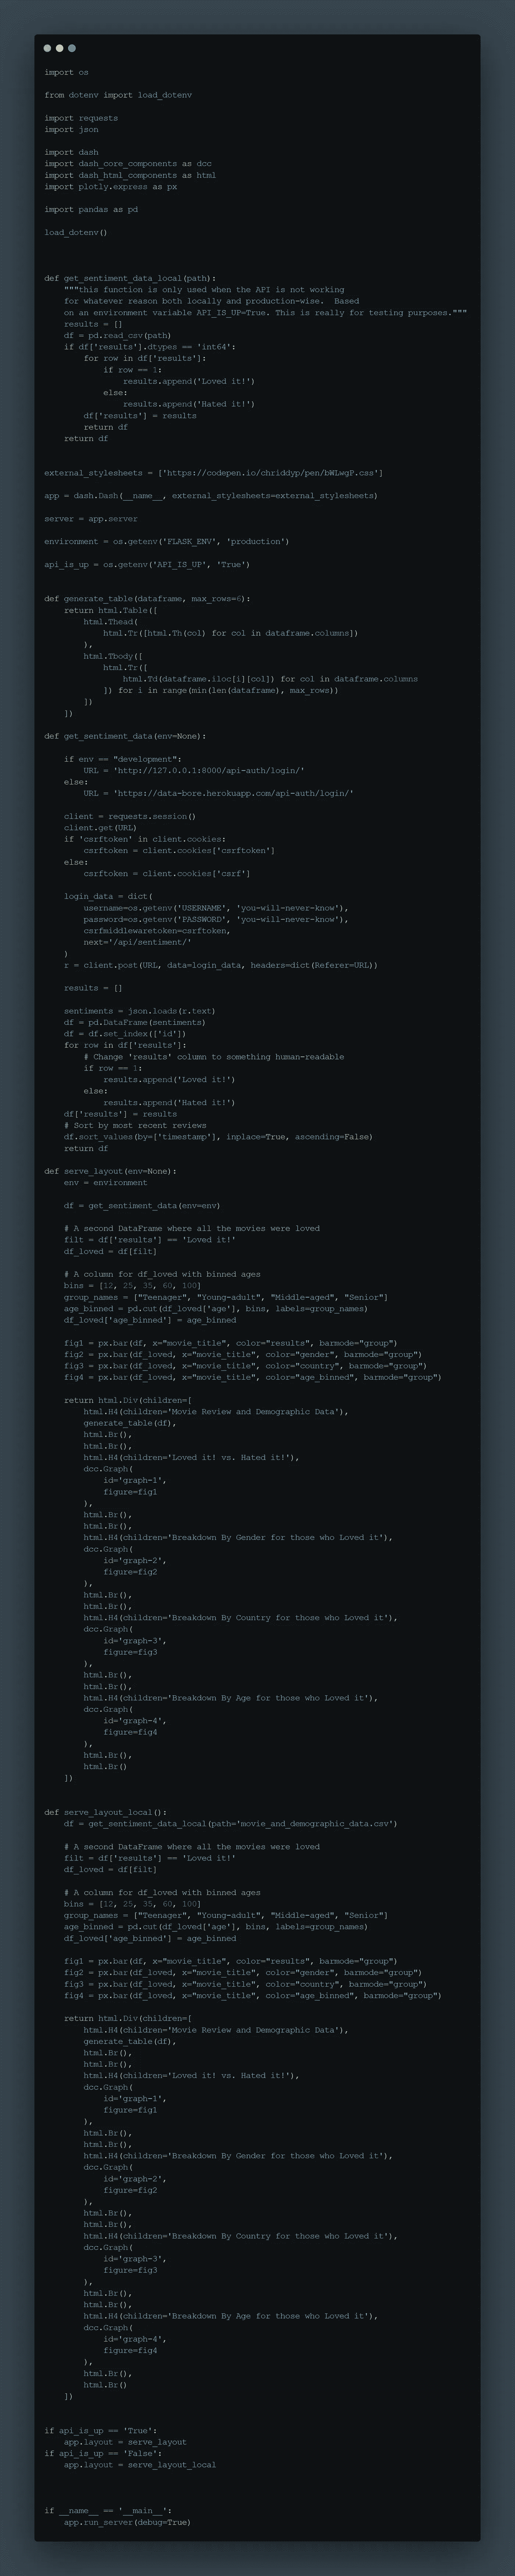 import os
from dotenv import load_dotenv
import requests
import json
import dash
import dash_core_components as dcc
import dash_html_components as html
import plotly.express as px
import pandas as pd
load_dotenv()
def get_sentiment_data_local(path):
    """this function is only used when the API is not working
    for whatever reason both locally and production-wise.  Based
    on an environment variable API_IS_UP=True. This is really for testing purposes."""
    results = []
    df = pd.read_csv(path)
    if df['results'].dtypes == 'int64':
        for row in df['results']:
            if row == 1:
                results.append('Loved it!')
            else:
                results.append('Hated it!')
        df['results'] = results
        return df
    return df
external_stylesheets = ['https://codepen.io/chriddyp/pen/bWLwgP.css']
app = dash.Dash(__name__, external_stylesheets=external_stylesheets)
server = app.server
environment = os.getenv('FLASK_ENV', 'production')
api_is_up = os.getenv('API_IS_UP', 'True')
def generate_table(dataframe, max_rows=6):
    return html.Table([
        html.Thead(
            html.Tr([html.Th(col) for col in dataframe.columns])
        ),
        html.Tbody([
            html.Tr([
                html.Td(dataframe.iloc[i][col]) for col in dataframe.columns
            ]) for i in range(min(len(dataframe), max_rows))
        ])
    ])
def get_sentiment_data(env=None):
    if env == "development":
        URL = 'http://127.0.0.1:8000/api-auth/login/'
    else:
        URL = 'https://data-bore.herokuapp.com/api-auth/login/'
    client = requests.session()
    client.get(URL)
    if 'csrftoken' in client.cookies:
        csrftoken = client.cookies['csrftoken']
    else:
        csrftoken = client.cookies['csrf']
    login_data = dict(
        username=os.getenv('USERNAME', 'you-will-never-know'),
        password=os.getenv('PASSWORD', 'you-will-never-know'),
        csrfmiddlewaretoken=csrftoken,
        next='/api/sentiment/'
    )
    r = client.post(URL, data=login_data, headers=dict(Referer=URL))
    results = []
    sentiments = json.loads(r.text)
    df = pd.DataFrame(sentiments)
    df = df.set_index(['id'])
    for row in df['results']:
        # Change 'results' column to something human-readable
        if row == 1:
            results.append('Loved it!')
        else:
            results.append('Hated it!')
    df['results'] = results
    # Sort by most recent reviews
    df.sort_values(by=['timestamp'], inplace=True, ascending=False)
    return df
def serve_layout(env=None):
    env = environment
    df = get_sentiment_data(env=env)
    # A second DataFrame where all the movies were loved
    filt = df['results'] == 'Loved it!'
    df_loved = df[filt]
    # A column for df_loved with binned ages
    bins = [12, 25, 35, 60, 100]
    group_names = ["Teenager", "Young-adult", "Middle-aged", "Senior"]
    age_binned = pd.cut(df_loved['age'], bins, labels=group_names)
    df_loved['age_binned'] = age_binned
    fig1 = px.bar(df, x="movie_title", color="results", barmode="group")
    fig2 = px.bar(df_loved, x="movie_title", color="gender", barmode="group")
    fig3 = px.bar(df_loved, x="movie_title", color="country", barmode="group")
    fig4 = px.bar(df_loved, x="movie_title", color="age_binned", barmode="group")
    return html.Div(children=[
        html.H4(children='Movie Review and Demographic Data'),
        generate_table(df),
        html.Br(),
        html.Br(),
        html.H4(children='Loved it! vs. Hated it!'),
        dcc.Graph(
            id='graph-1',
            figure=fig1
        ),
        html.Br(),
        html.Br(),
        html.H4(children='Breakdown By Gender for those who Loved it'),
        dcc.Graph(
            id='graph-2',
            figure=fig2
        ),
        html.Br(),
        html.Br(),
        html.H4(children='Breakdown By Country for those who Loved it'),
        dcc.Graph(
            id='graph-3',
            figure=fig3
        ),
        html.Br(),
        html.Br(),
        html.H4(children='Breakdown By Age for those who Loved it'),
        dcc.Graph(
            id='graph-4',
            figure=fig4
        ),
        html.Br(),
        html.Br()
    ])
def serve_layout_local():
    df = get_sentiment_data_local(path='movie_and_demographic_data.csv')
    # A second DataFrame where all the movies were loved
    filt = df['results'] == 'Loved it!'
    df_loved = df[filt]
    # A column for df_loved with binned ages
    bins = [12, 25, 35, 60, 100]
    group_names = ["Teenager", "Young-adult", "Middle-aged", "Senior"]
    age_binned = pd.cut(df_loved['age'], bins, labels=group_names)
    df_loved['age_binned'] = age_binned
    fig1 = px.bar(df, x="movie_title", color="results", barmode="group")
    fig2 = px.bar(df_loved, x="movie_title", color="gender", barmode="group")
    fig3 = px.bar(df_loved, x="movie_title", color="country", barmode="group")
    fig4 = px.bar(df_loved, x="movie_title", color="age_binned", barmode="group")
    return html.Div(children=[
        html.H4(children='Movie Review and Demographic Data'),
        generate_table(df),
        html.Br(),
        html.Br(),
        html.H4(children='Loved it! vs. Hated it!'),
        dcc.Graph(
            id='graph-1',
            figure=fig1
        ),
        html.Br(),
        html.Br(),
        html.H4(children='Breakdown By Gender for those who Loved it'),
        dcc.Graph(
            id='graph-2',
            figure=fig2
        ),
        html.Br(),
        html.Br(),
        html.H4(children='Breakdown By Country for those who Loved it'),
        dcc.Graph(
            id='graph-3',
            figure=fig3
        ),
        html.Br(),
        html.Br(),
        html.H4(children='Breakdown By Age for those who Loved it'),
        dcc.Graph(
            id='graph-4',
            figure=fig4
        ),
        html.Br(),
        html.Br()
    ])
if api_is_up == 'True':
    app.layout = serve_layout
if api_is_up == 'False':
    app.layout = serve_layout_local
if __name__ == '__main__':
    app.run_server(debug=True)